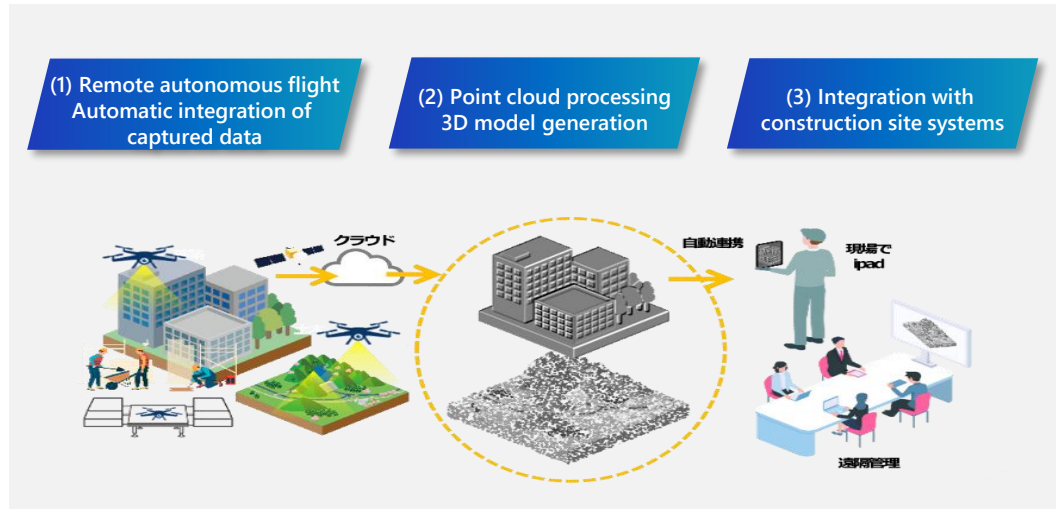 (1) Remote autonomous flight
Automatic integration of
captured data
(2) Point cloud processing
3D model generation
(3) Integration with
construction site systems
クラウド
自動連携
現場で
ipad
遠隔管理